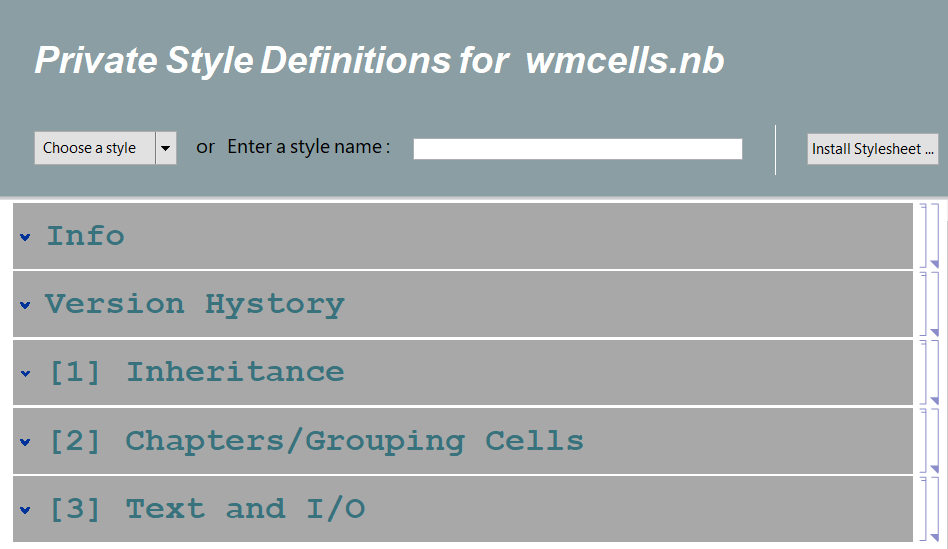 Private Style Definitions for wmcells.nb
Choose a style or Enter a style name : Install Stylesheet ...
Info
Version Hystory
[1] Inheritance
[2] Chapters/Grouping Cells
[3] Text and I/O